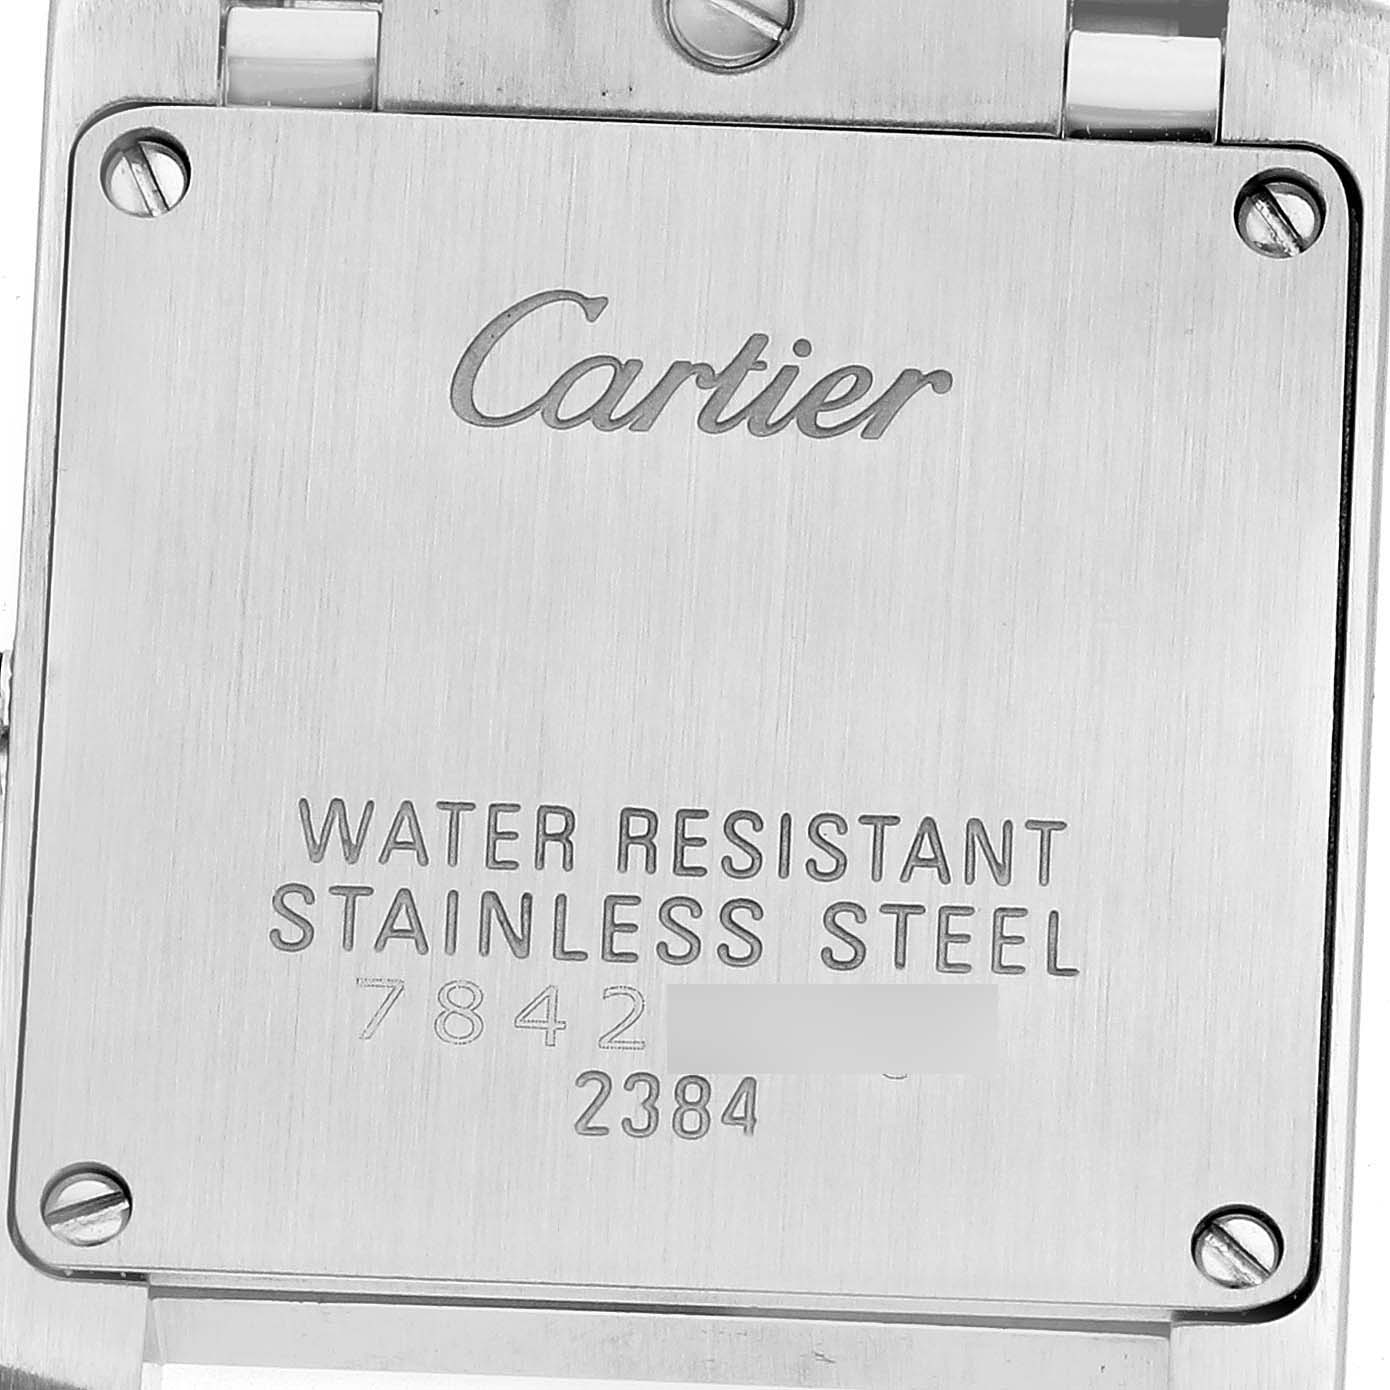 Cartier
WATER RESISTANT
STAINLESS STEEL
7842
2384